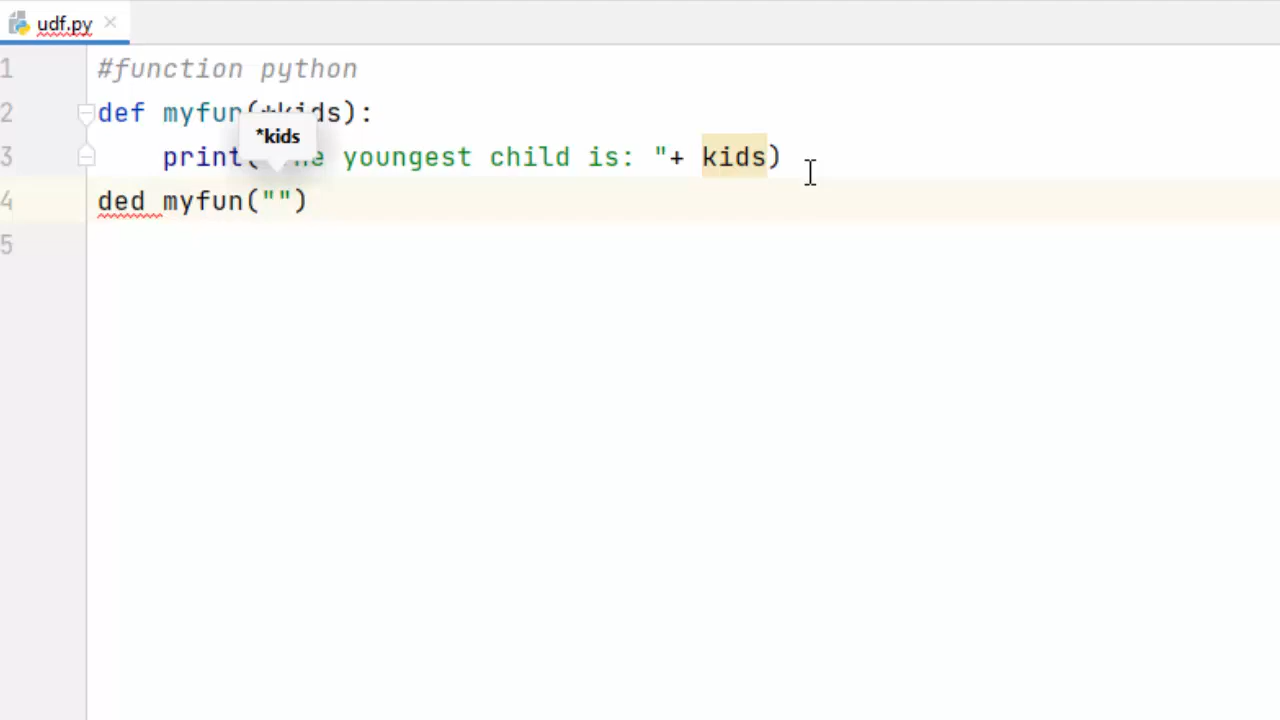 udf.py
1 #function python
2 def myfun(*kids):
*kids
3 print( he youngest child is: "+ kids)
4 ded myfun("")
5